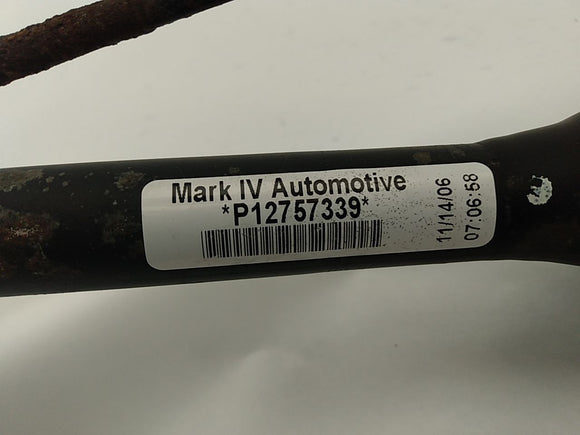 Mark IV Automotive
*P12757339*
11/14/06
07:06:58